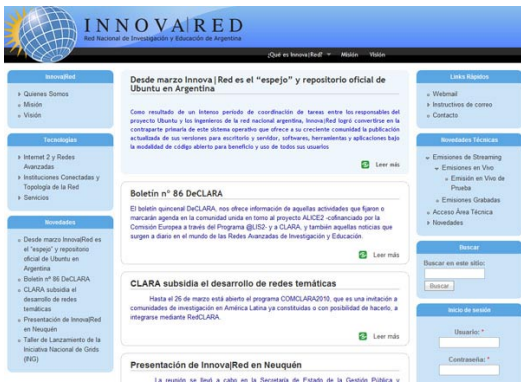 INNOVA|RED
Red Nacional de Investigación y Educación de Argentina
¿Qué es Innova|Red?
Misión
Visión
Innova|Red
Quienes Somos
Misión
Visión
Tecnologías
Internet 2 y Redes
Avanzadas
Instituciones Conectadas y
Topología de la Red
Servicios
Novedades
Desde marzo Innova|Red es
el "espejo" y repositorio
oficial de Ubuntu en
Argentina
Boletín nº 86 DeCLARA
CLARA subsidia el
desarrollo de redes
temáticas
Presentación de Innova|Red
en Neuquén
Taller de Lanzamiento de la
Iniciativa Nacional de Grids
(ING)
Desde marzo Innova|Red es el "espejo" y repositorio oficial de
Ubuntu en Argentina
Como resultado de un intenso período de coordinación de tareas entre los responsables del
proyecto Ubuntu y los ingenieros de la red nacional argentina, Innova|Red logró convertirse en la
contraparte primaria de este sistema operativo que ofrece a su creciente comunidad la publicación
actualizada de sus versiones para escritorio y servidor, softwares, herramientas y aplicaciones bajo
la modalidad de código abierto para beneficio y uso de todos sus usuarios
Leer más
Boletín nº 86 DeCLARA
El boletín quincenal DeCLARA, nos ofrece información de aquellas actividades que fijaron o
marcarán agenda en la comunidad unida en torno al proyecto ALICE2 -cofinanciado por la
Comisión Europea a través del Programa @LIS2- y a CLARA, y también aquellas noticias que
surgen a diario en el mundo de las Redes Avanzadas de Investigación y Educación.
Leer más
CLARA subsidia el desarrollo de redes temáticas
Hasta el 26 de marzo está abierto el programa COMCLARA2010, que es una invitación a
comunidades de investigación en América Latina ya constituidas o con posibilidad de hacerlo, a
integrarse mediante RedCLARA.
Leer más
Presentación de Innova|Red en Neuquén
La reunión se llevó a cabo en la Secretaría de Estado de la Gestión Pública y
Links Rápidos
Webmail
Instructivos de correo
Contacto
Novedades Técnicas
Emisiones de Streaming
Emisiones en Vivo
Emisión en Vivo de
Prueba
Emisiones Grabadas
Acceso Área Técnica
Novedades
Buscar
Buscar en este sitio:
Buscar
Inicio de sesión
Usuario: *
Contraseña: *